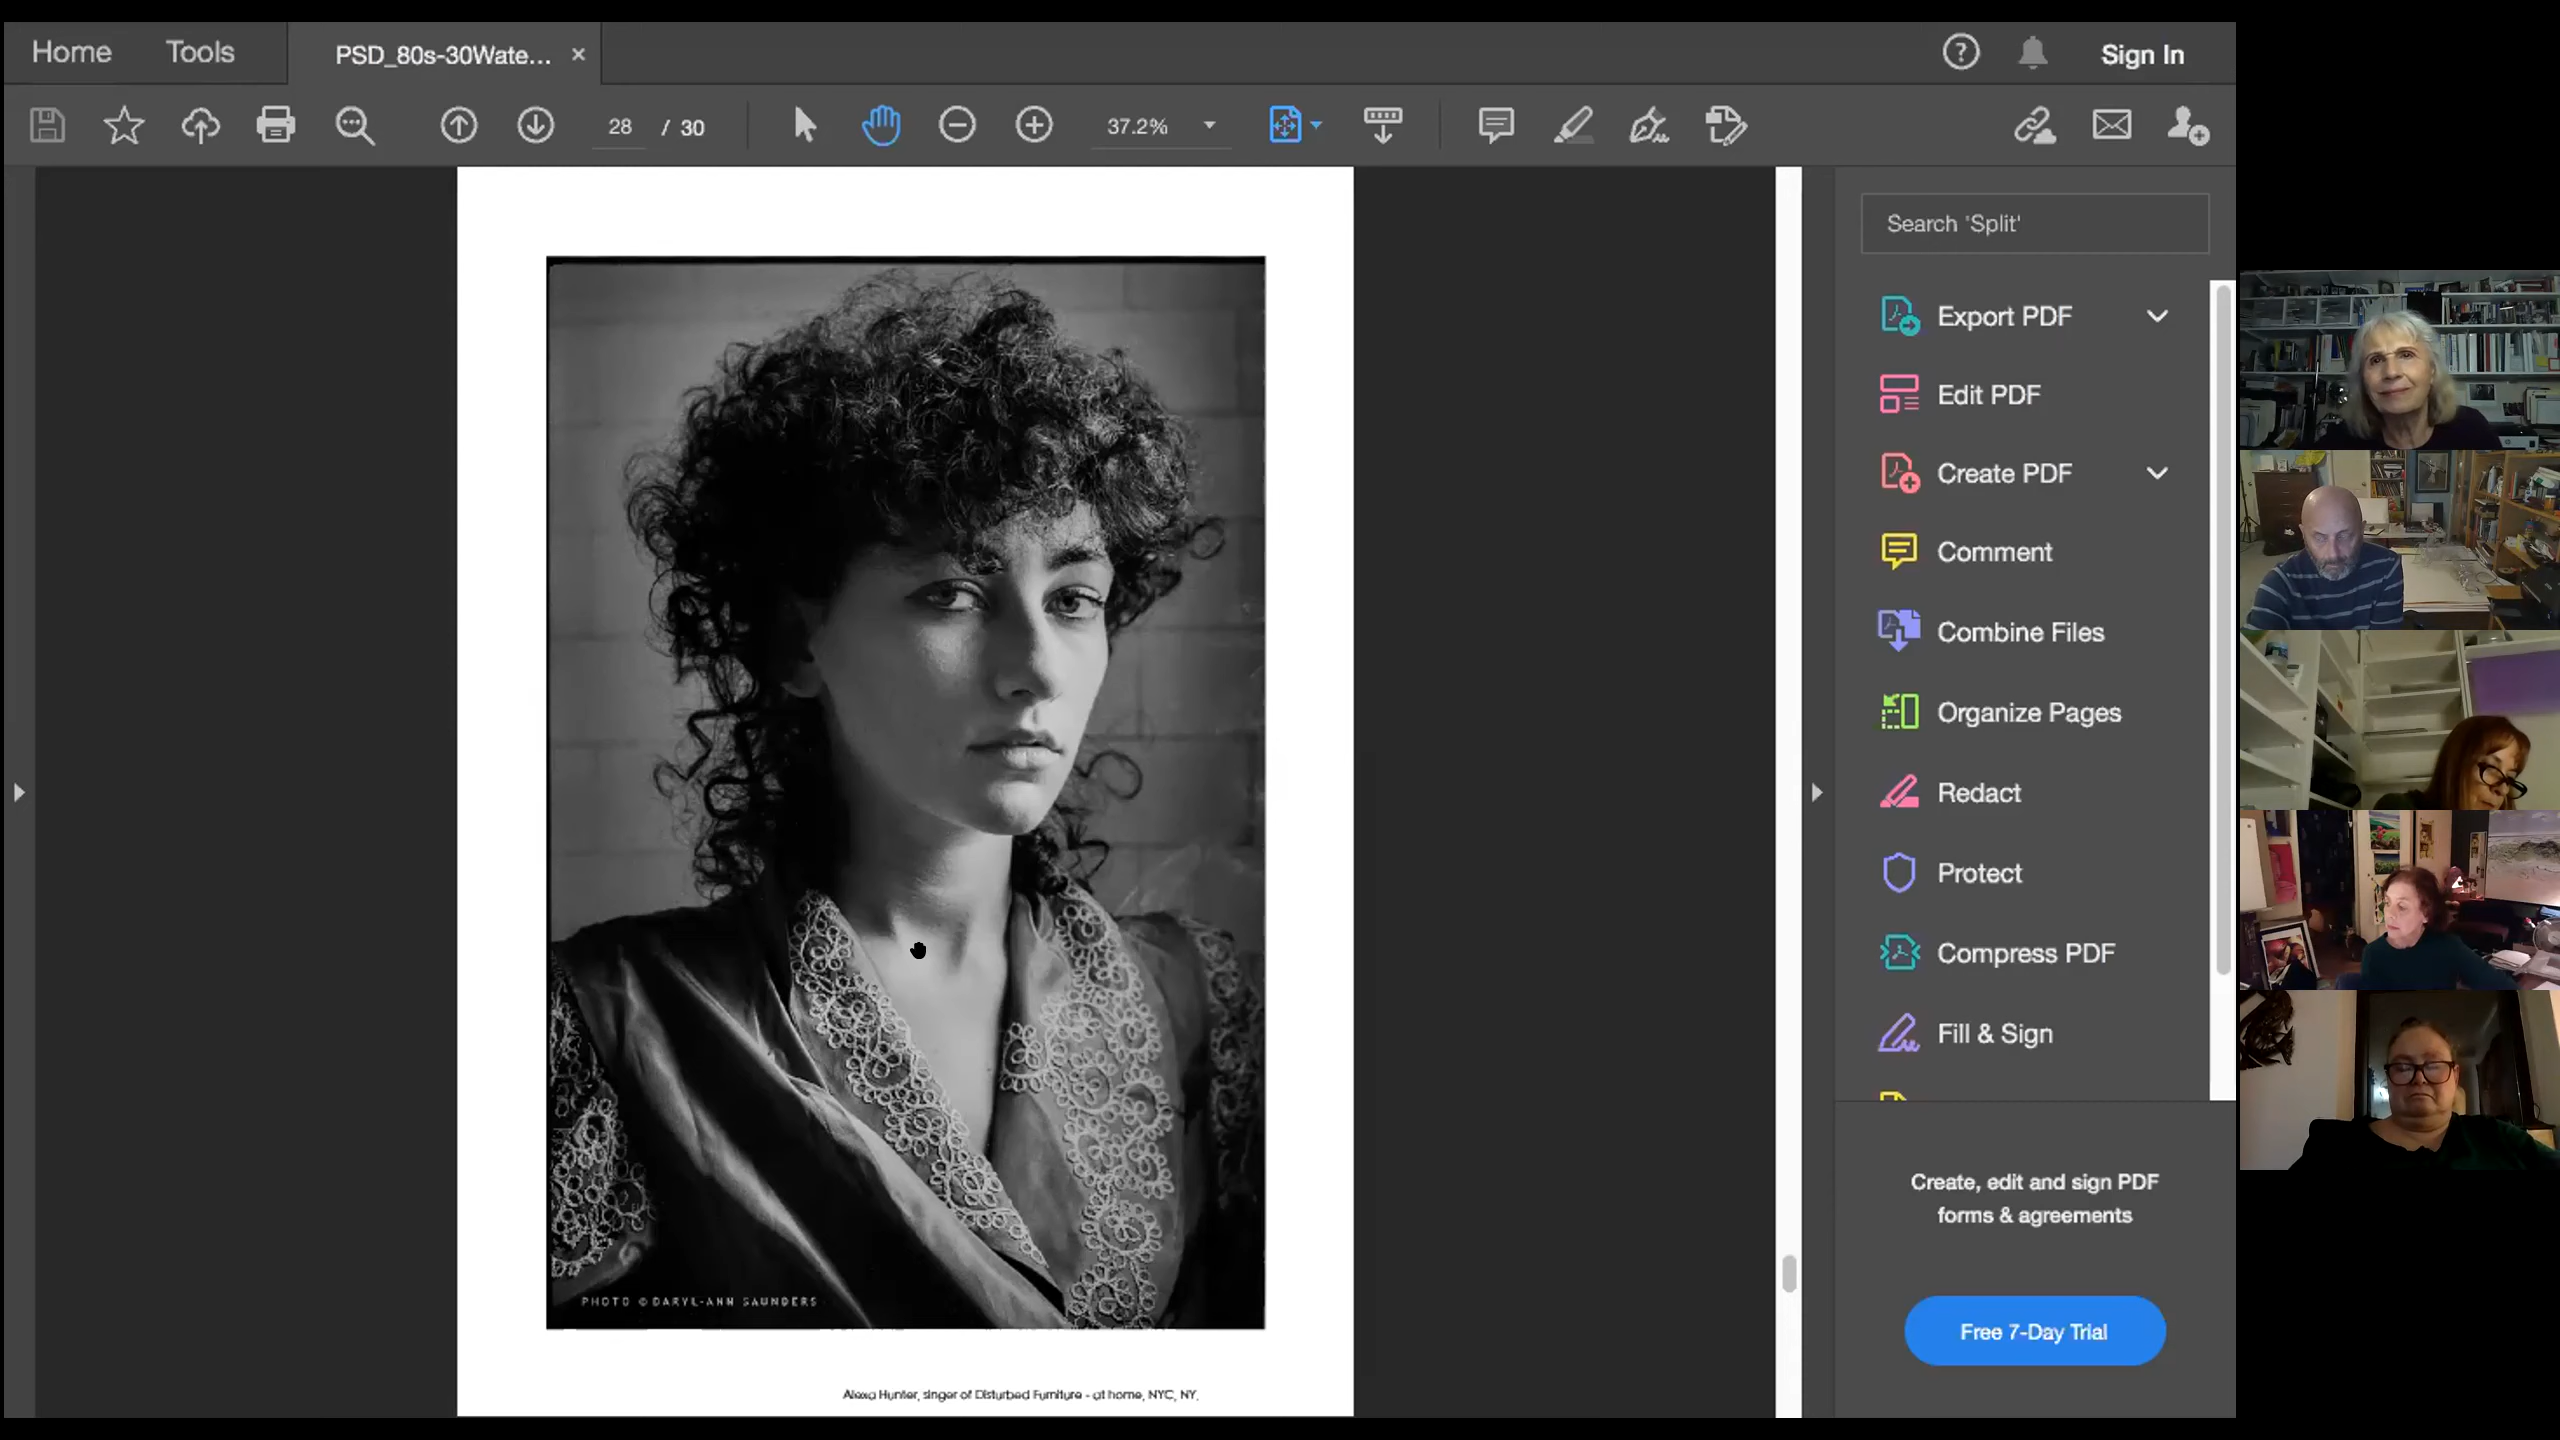 Home
Tools
PSD_80s-30Wate...
Sign In
28 / 30
37.2%
Search 'Split'
Export PDF
Edit PDF
Create PDF
Comment
Combine Files
Organize Pages
Redact
Protect
Compress PDF
Fill & Sign
Create, edit and sign PDF
forms & agreements
Free 7-Day Trial
PHOTO © DARYL-ANN SAUNDERS
Alexa Hunter, singer of Disturbed Furniture - at home, NYC, NY.